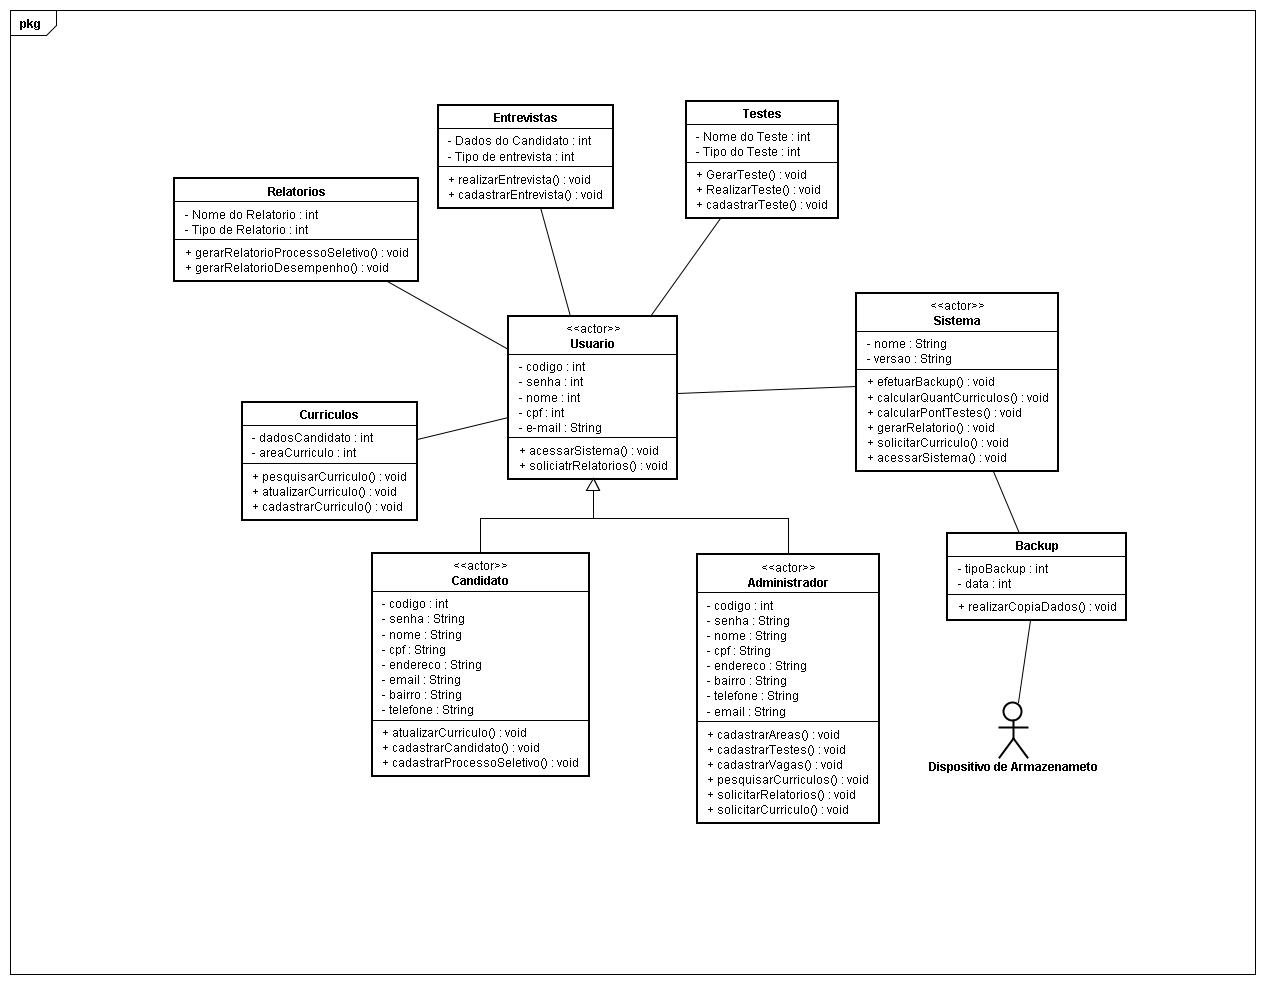 pkg
Entrevistas
- Dados do Candidato : int
- Tipo de entrevista : int
+ realizarEntrevista() : void
+ cadastrarEntrevista() : void
Testes
- Nome do Teste : int
- Tipo do Teste : int
+ GerarTeste() : void
+ RealizarTeste() : void
+ cadastrarTeste() : void
Relatorios
- Nome do Relatorio : int
- Tipo de Relatorio : int
+ gerarRelatorioProcessoSeletivo() : void
+ gerarRelatorioDesempenho() : void
<<actor>>
Usuario
- codigo : int
- senha : int
- nome : int
- cpf : int
- e-mail : String
+ acessarSistema() : void
+ soliciatrRelatorios() : void
<<actor>>
Sistema
- nome : String
- versao : String
+ efetuarBackup() : void
+ calcularQuantCurriculos() : void
+ calcularPontTestes() : void
+ gerarRelatorio() : void
+ solicitarCurriculo() : void
+ acessarSistema() : void
Curriculos
- dadosCandidato : int
- areaCurriculo : int
+ pesquisarCurriculo() : void
+ atualizarCurriculo() : void
+ cadastrarCurriculo() : void
<<actor>>
Candidato
- codigo : int
- senha : String
- nome : String
- cpf : String
- endereco : String
- email : String
- bairro : String
- telefone : String
+ atualizarCurriculo() : void
+ cadastrarCandidato() : void
+ cadastrarProcessoSeletivo() : void
<<actor>>
Administrador
- codigo : int
- senha : String
- nome : String
- cpf : String
- endereco : String
- bairro : String
- telefone : String
- email : String
+ cadastrarAreas() : void
+ cadastrarTestes() : void
+ cadastrarVagas() : void
+ pesquisarCurriculos() : void
+ solicitarRelatorios() : void
+ solicitarCurriculo() : void
Backup
- tipoBackup : int
- data : int
+ realizarCopiaDados() : void
Dispositivo de Armazenameto